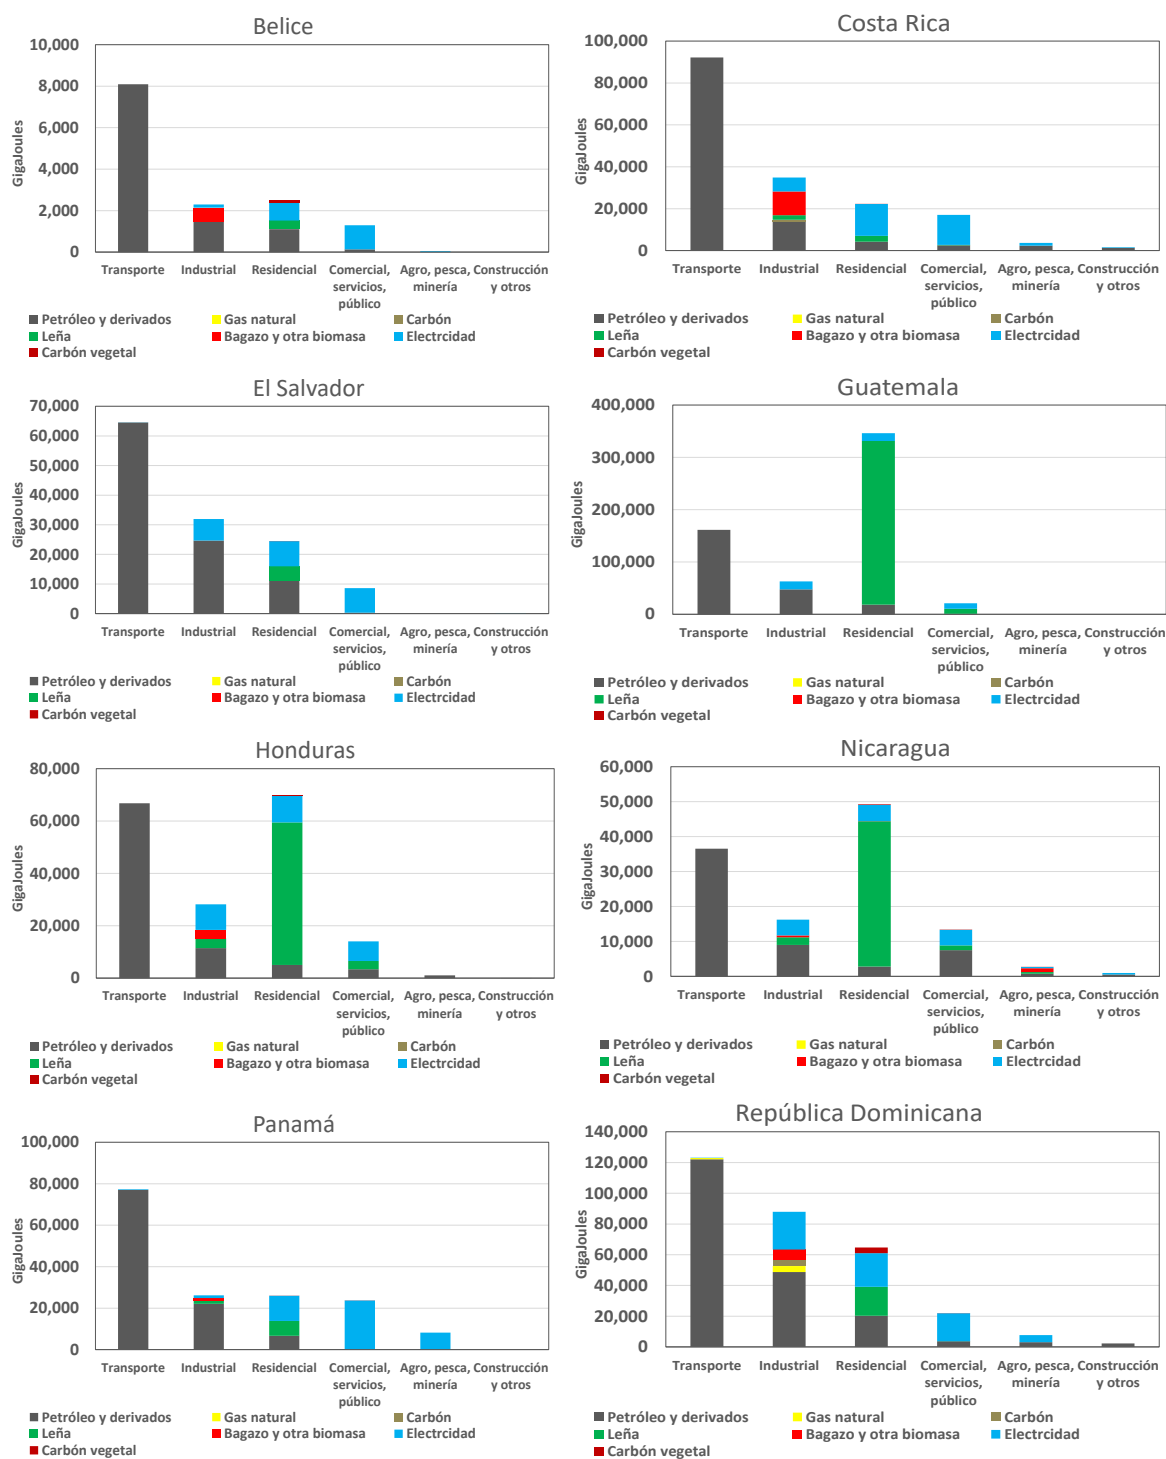 Belice
GigaJoules
10,000
8,000
6,000
4,000
2,000
0
Transporte
Industrial
Residencial
Comercial, servicios, público
Agro, pesca, minería
Construcción y otros
Petróleo y derivados
Gas natural
Carbón
Leña
Bagazo y otra biomasa
Electrcidad
Carbón vegetal
Costa Rica
GigaJoules
100,000
80,000
60,000
40,000
20,000
0
Transporte
Industrial
Residencial
Comercial, servicios, público
Agro, pesca, minería
Construcción y otros
Petróleo y derivados
Gas natural
Carbón
Leña
Bagazo y otra biomasa
Electrcidad
Carbón vegetal
El Salvador
GigaJoules
70,000
60,000
50,000
40,000
30,000
20,000
10,000
0
Transporte
Industrial
Residencial
Comercial, servicios, público
Agro, pesca, minería
Construcción y otros
Petróleo y derivados
Gas natural
Carbón
Leña
Bagazo y otra biomasa
Electrcidad
Carbón vegetal
Guatemala
GigaJoules
400,000
300,000
200,000
100,000
0
Transporte
Industrial
Residencial
Comercial, servicios, público
Agro, pesca, minería
Construcción y otros
Petróleo y derivados
Gas natural
Carbón
Leña
Bagazo y otra biomasa
Electrcidad
Carbón vegetal
Honduras
GigaJoules
80,000
60,000
40,000
20,000
0
Transporte
Industrial
Residencial
Comercial, servicios, público
Agro, pesca, minería
Construcción y otros
Petróleo y derivados
Gas natural
Carbón
Leña
Bagazo y otra biomasa
Electrcidad
Carbón vegetal
Nicaragua
GigaJoules
60,000
50,000
40,000
30,000
20,000
10,000
0
Transporte
Industrial
Residencial
Comercial, servicios, público
Agro, pesca, minería
Construcción y otros
Petróleo y derivados
Gas natural
Carbón
Leña
Bagazo y otra biomasa
Electrcidad
Carbón vegetal
Panamá
GigaJoules
100,000
80,000
60,000
40,000
20,000
0
Transporte
Industrial
Residencial
Comercial, servicios, público
Agro, pesca, minería
Construcción y otros
Petróleo y derivados
Gas natural
Carbón
Leña
Bagazo y otra biomasa
Electrcidad
Carbón vegetal
República Dominicana
GigaJoules
140,000
120,000
100,000
80,000
60,000
40,000
20,000
0
Transporte
Industrial
Residencial
Comercial, servicios, público
Agro, pesca, minería
Construcción y otros
Petróleo y derivados
Gas natural
Carbón
Leña
Bagazo y otra biomasa
Electrcidad
Carbón vegetal